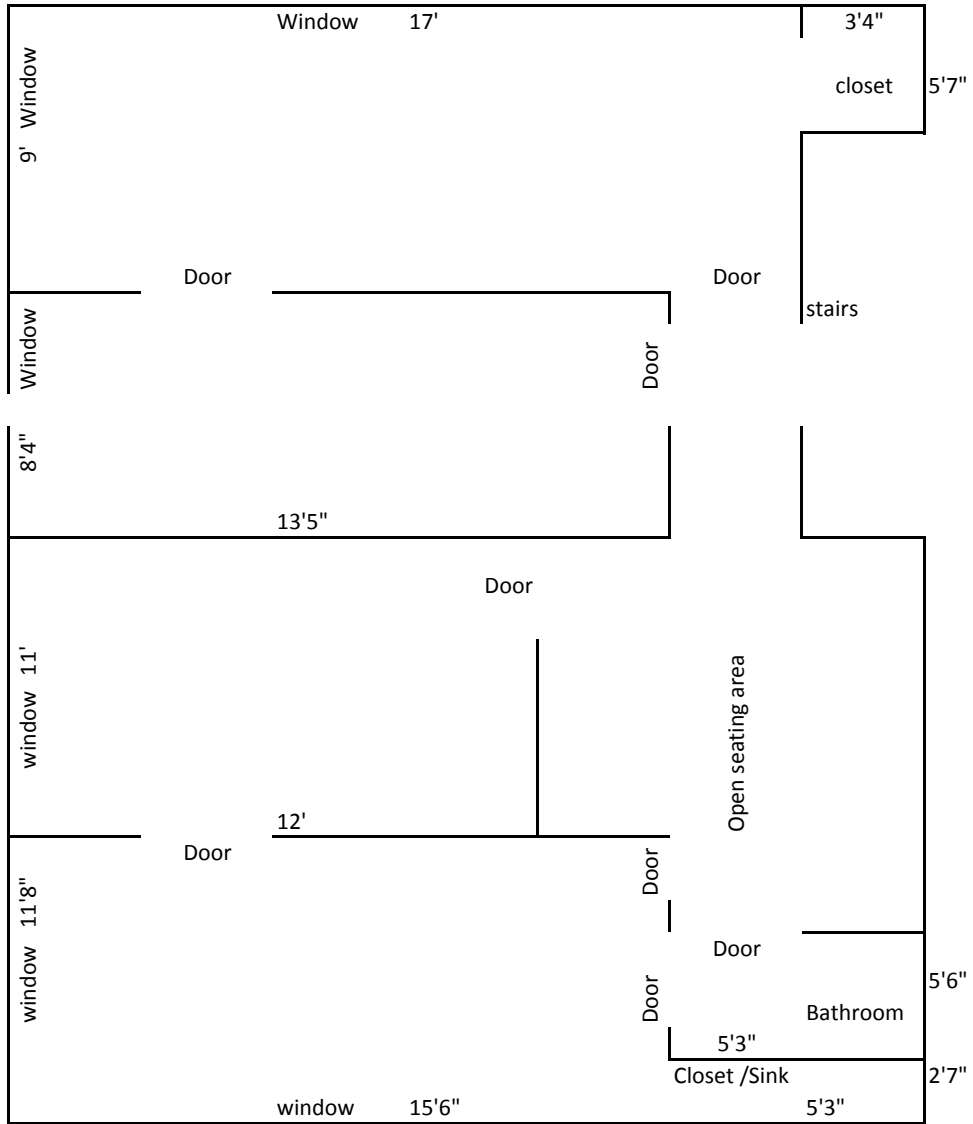 Window 17' 3'4"
9' Window
closet 5'7"
Door Door
8'4" Window
stairs
Door
13'5"
Door
window 11'
Open seating area
12'
Door
Door
window 11'8"
Door
Door
5'6"
Bathroom
5'3"
Closet /Sink 2'7"
window 15'6" 5'3"